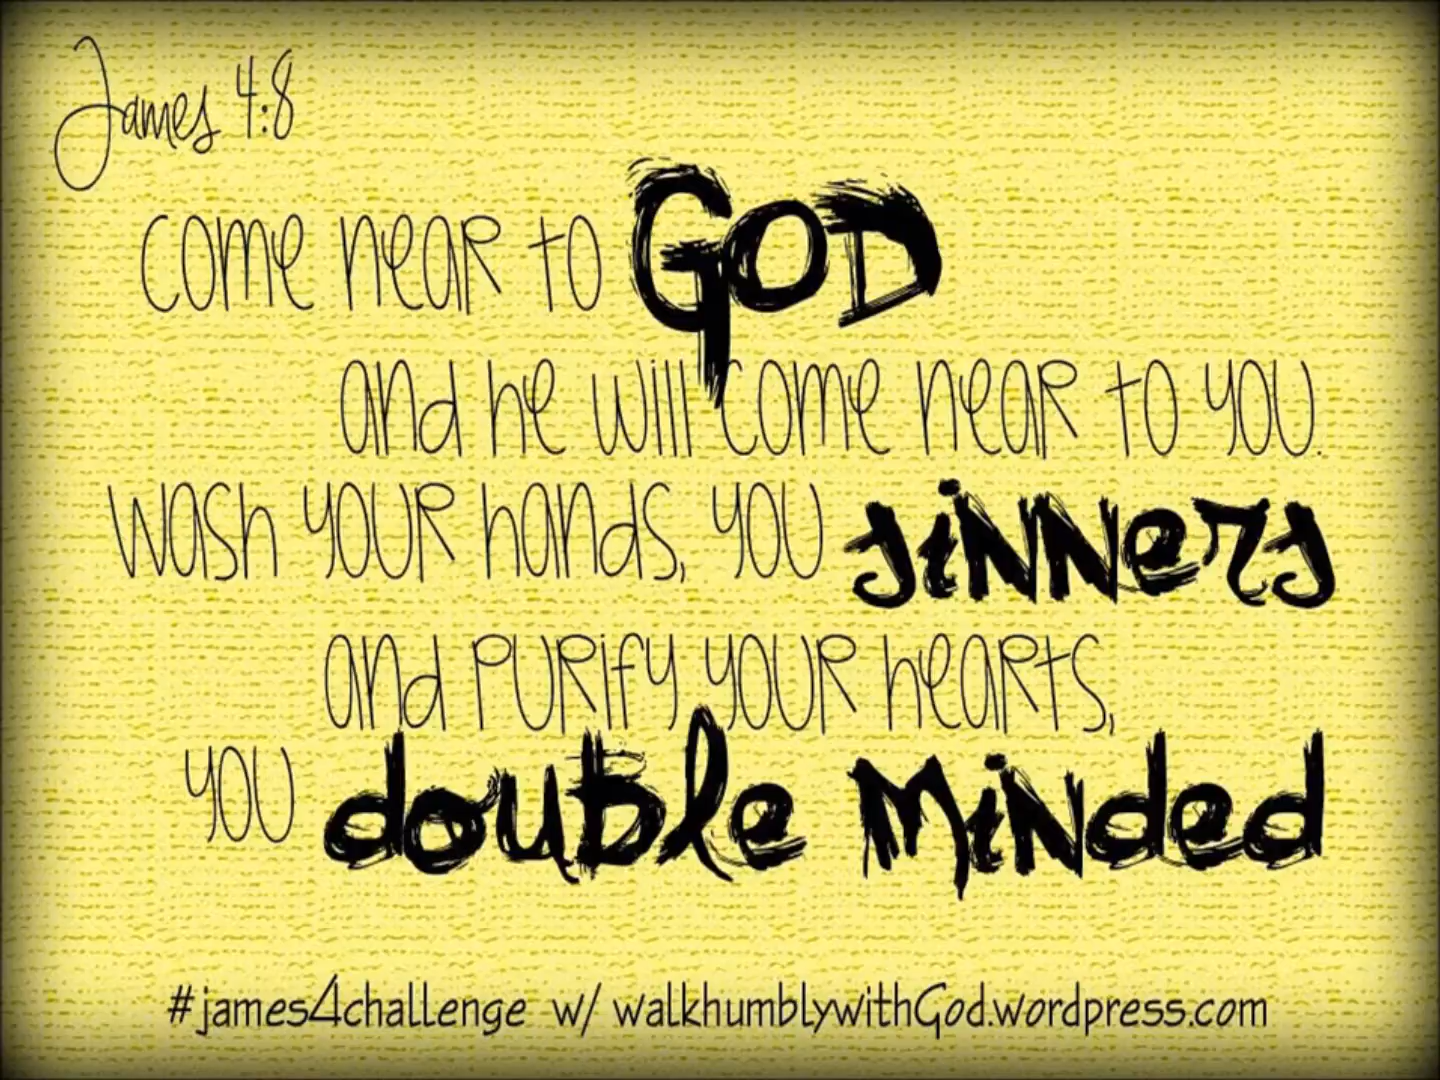 James 4:8
come near to God
and he will come near to you.
wash your hands, you sinners
and purify your hearts,
you double minded
#james4challenge w/ walkhumblywithGod.wordpress.com